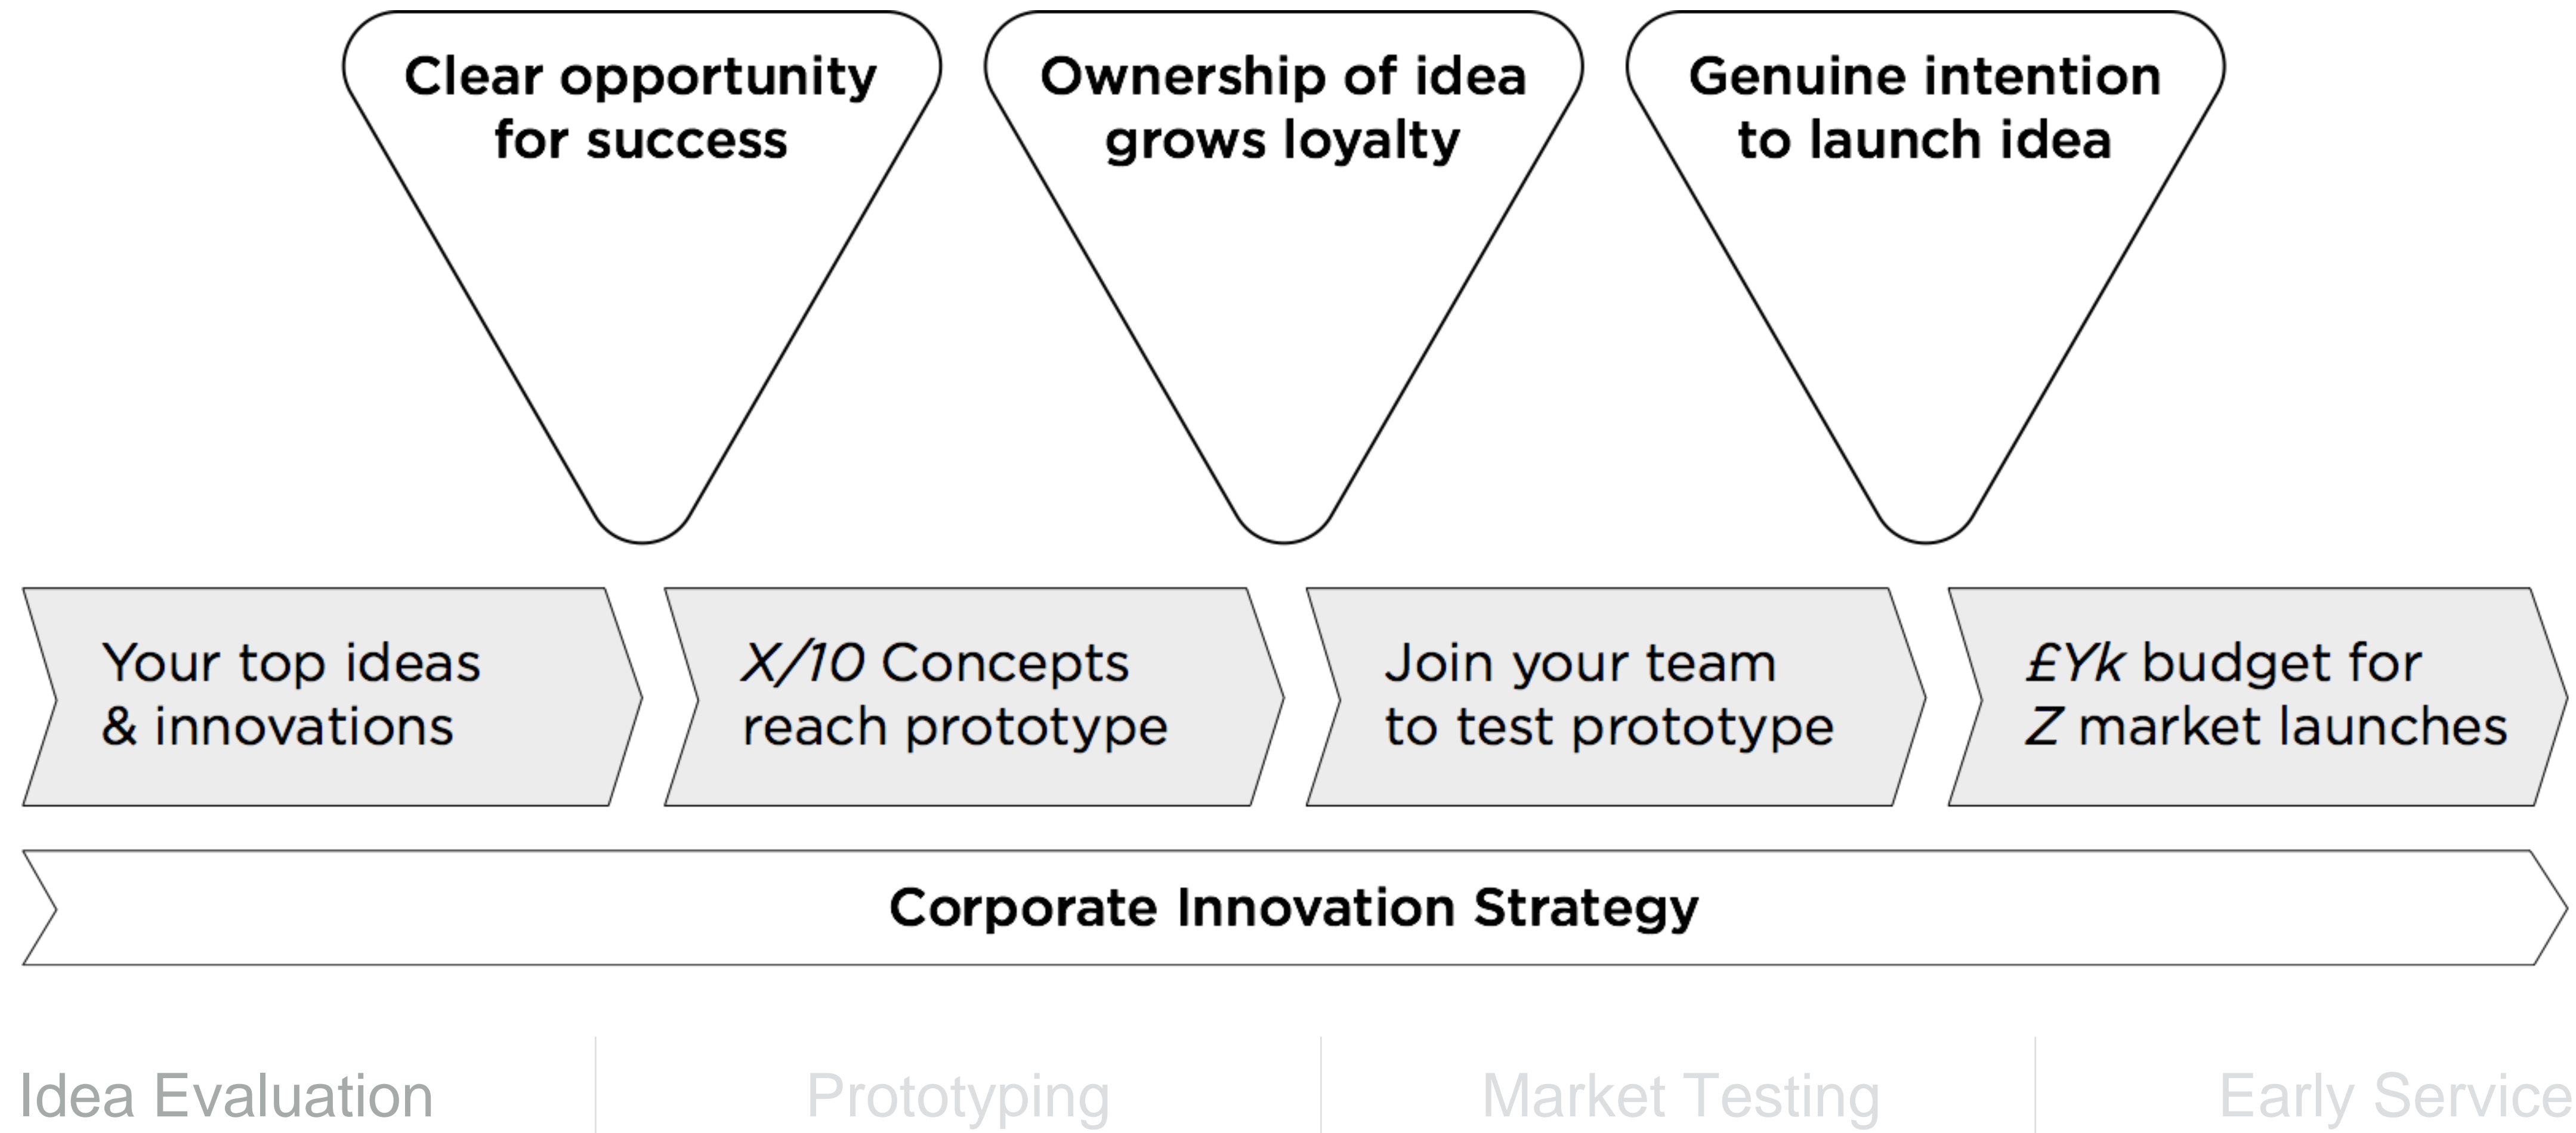 Clear opportunity
for success
Ownership of idea
grows loyalty
Genuine intention
to launch idea
Your top ideas
& innovations
X/10 Concepts
reach prototype
Join your team
to test prototype
£Yk budget for
Z market launches
Corporate Innovation Strategy
Idea Evaluation
Prototyping
Market Testing
Early Service